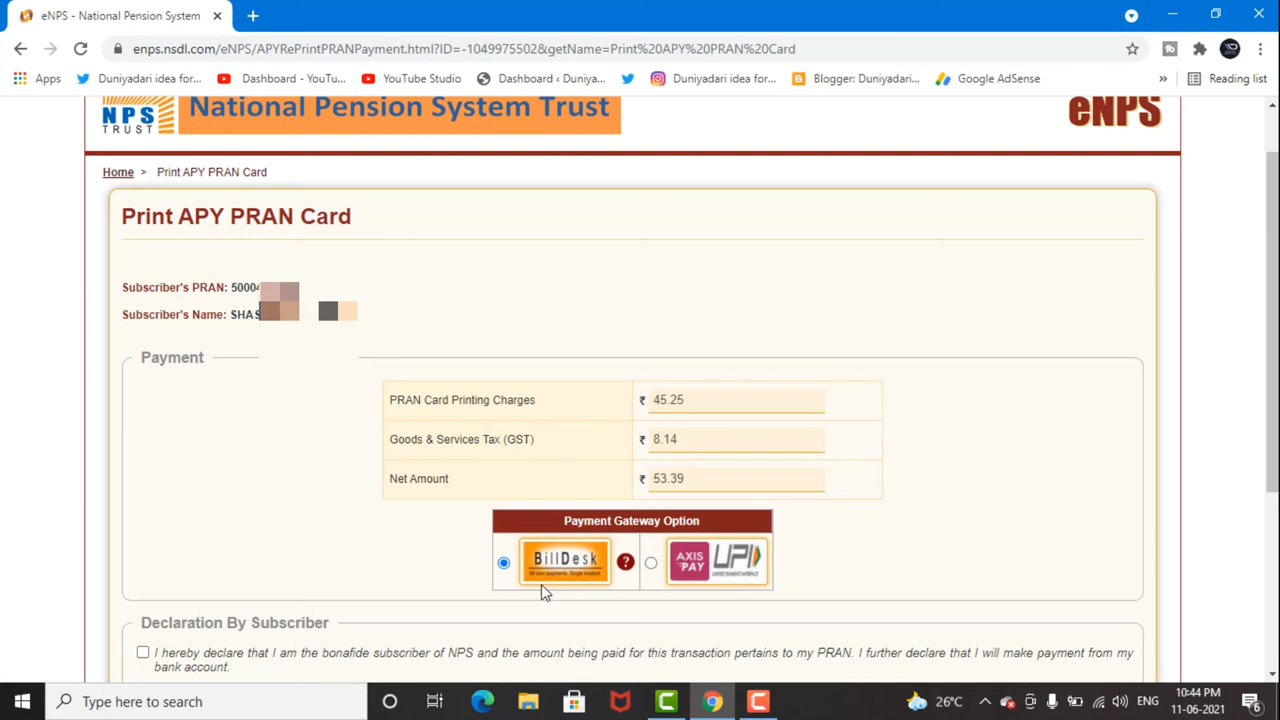 eNPS - National Pension System
enps.nsdl.com/eNPS/APYRePrintPRANPayment.html?ID=-1049975502&getName=Print%20APY%20PRAN%20Card
Apps Duniyadari idea for... Dashboard - YouTu... YouTube Studio Dashboard ‹ Duniya... Duniyadari idea for... Blogger: Duniyadari... Google AdSense » Reading list
NPS TRUST National Pension System Trust eNPS
Home > Print APY PRAN Card
Print APY PRAN Card
Subscriber's PRAN: 5000
Subscriber's Name: SHAS
Payment
PRAN Card Printing Charges ₹ 45.25
Goods & Services Tax (GST) ₹ 8.14
Net Amount ₹ 53.39
Payment Gateway Option
BillDesk ? AXIS PAY UPI
Declaration By Subscriber
I hereby declare that I am the bonafide subscriber of NPS and the amount being paid for this transaction pertains to my PRAN. I further declare that I will make payment from my
bank account.
Type here to search 26°C ENG 10:44 PM
11-06-2021 6